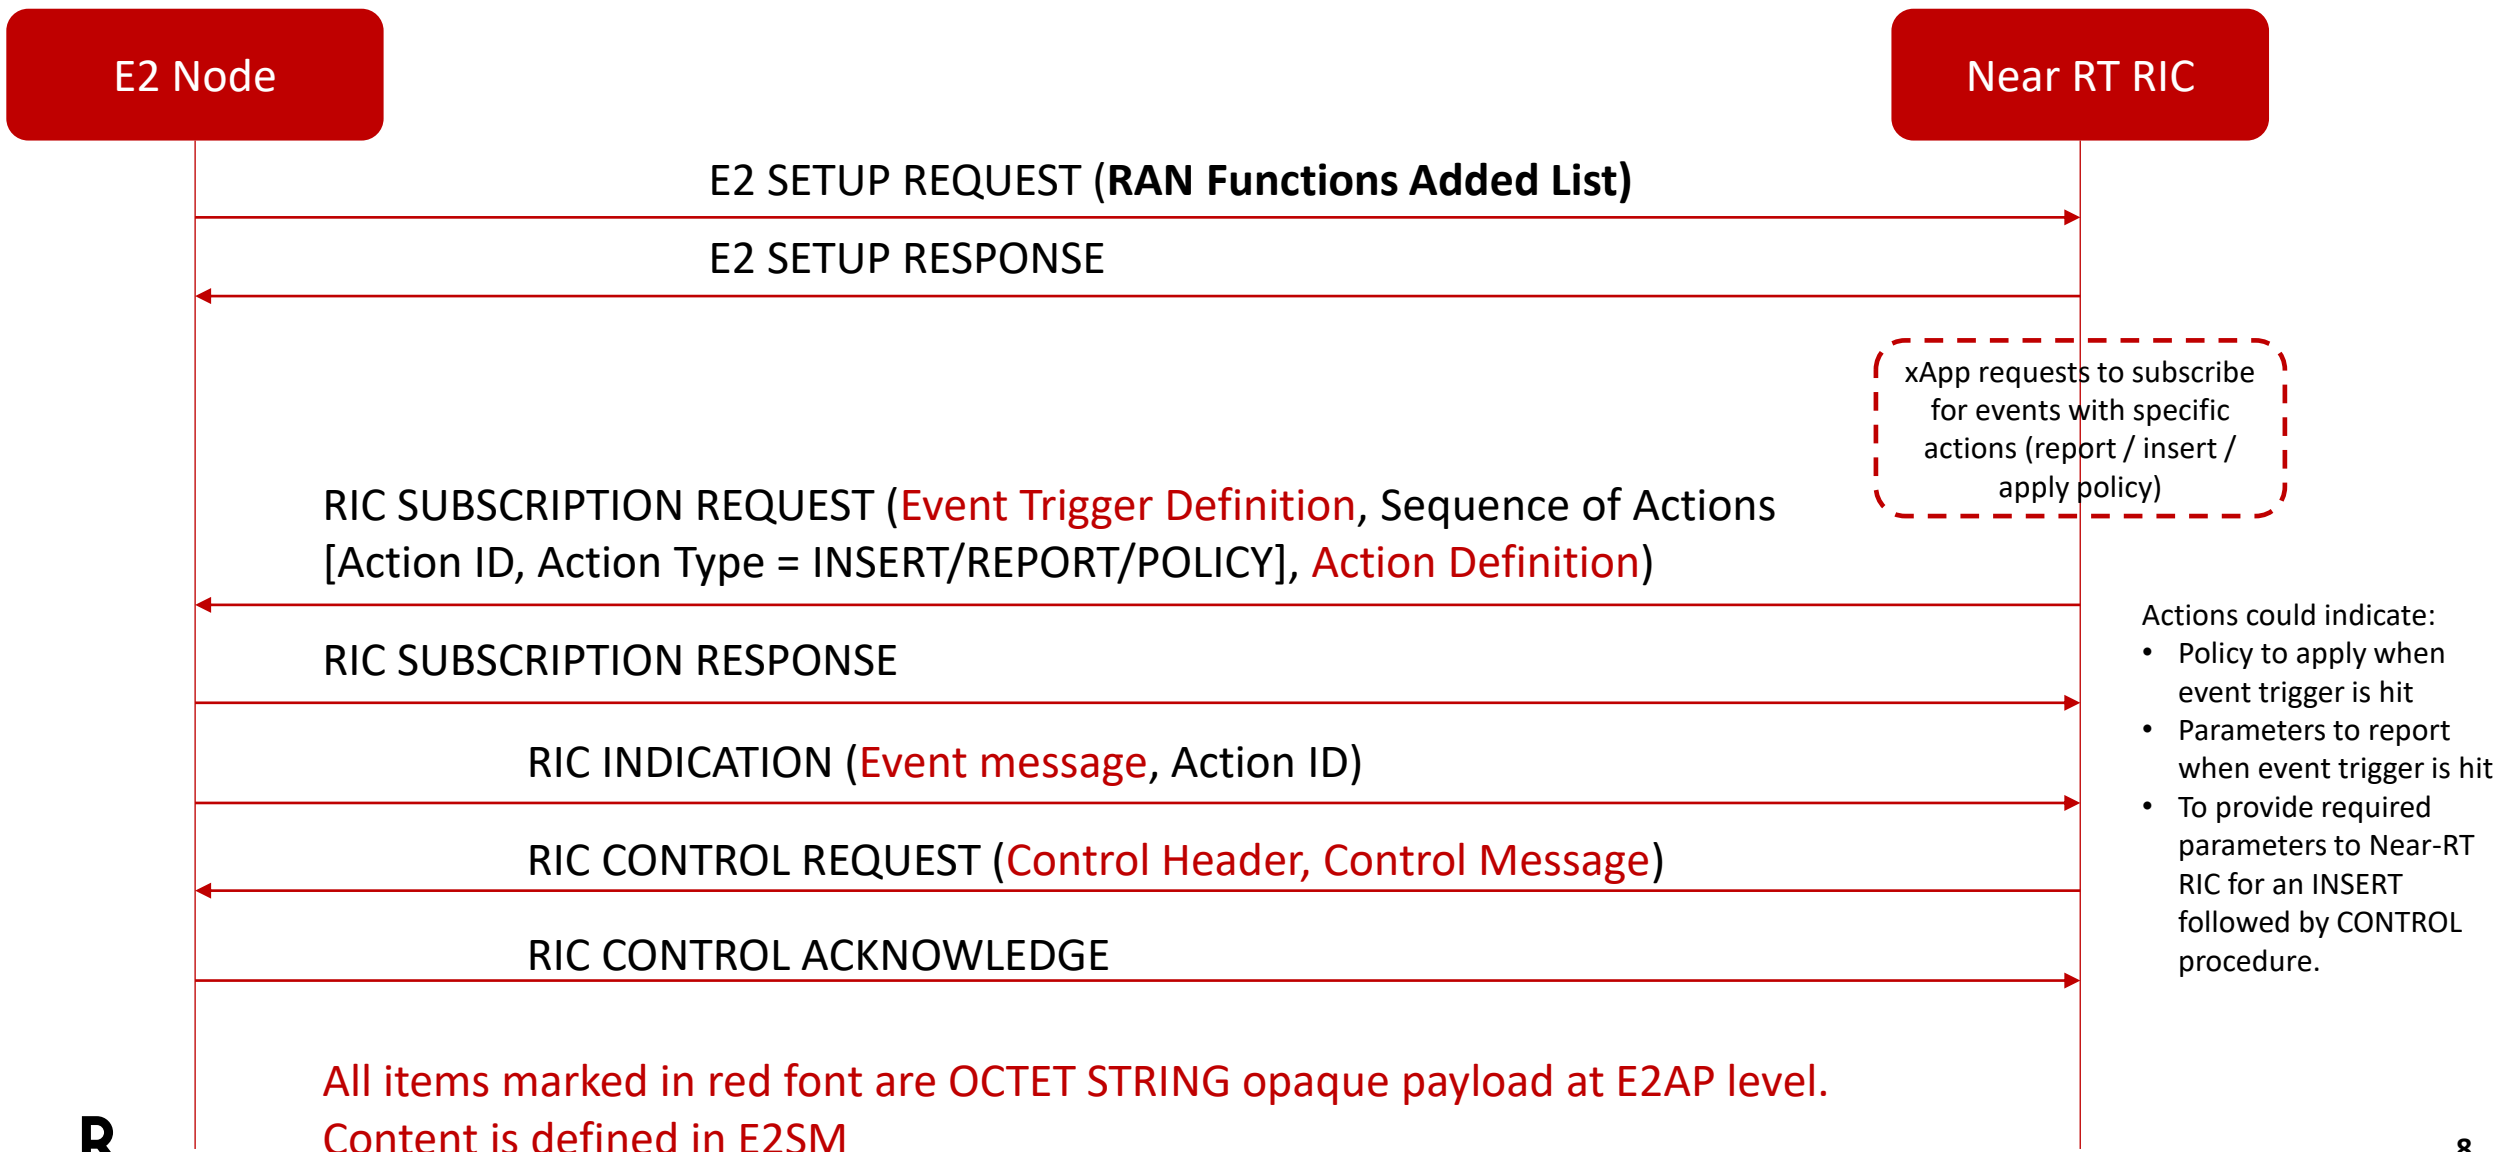 E2 Node
Near RT RIC
E2 SETUP REQUEST (RAN Functions Added List)
E2 SETUP RESPONSE
xApp requests to subscribe
for events with specific
actions (report / insert /
apply policy)
RIC SUBSCRIPTION REQUEST (Event Trigger Definition, Sequence of Actions
[Action ID, Action Type = INSERT/REPORT/POLICY], Action Definition)
RIC SUBSCRIPTION RESPONSE
RIC INDICATION (Event message, Action ID)
RIC CONTROL REQUEST (Control Header, Control Message)
RIC CONTROL ACKNOWLEDGE
Actions could indicate:
• Policy to apply when
event trigger is hit
• Parameters to report
when event trigger is hit
• To provide required
parameters to Near-RT
RIC for an INSERT
followed by CONTROL
procedure.
All items marked in red font are OCTET STRING opaque payload at E2AP level.
Content is defined in E2SM
R
8